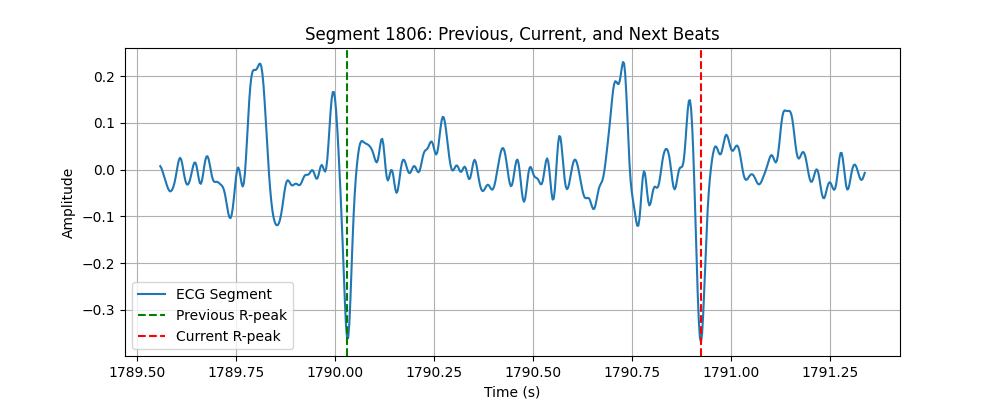 Segment 1806: Previous, Current, and Next Beats
Amplitude
0.2
0.1
0.0
−0.1
−0.2
−0.3
ECG Segment
Previous R-peak
Current R-peak
1789.50 1789.75 1790.00 1790.25 1790.50 1790.75 1791.00 1791.25
Time (s)